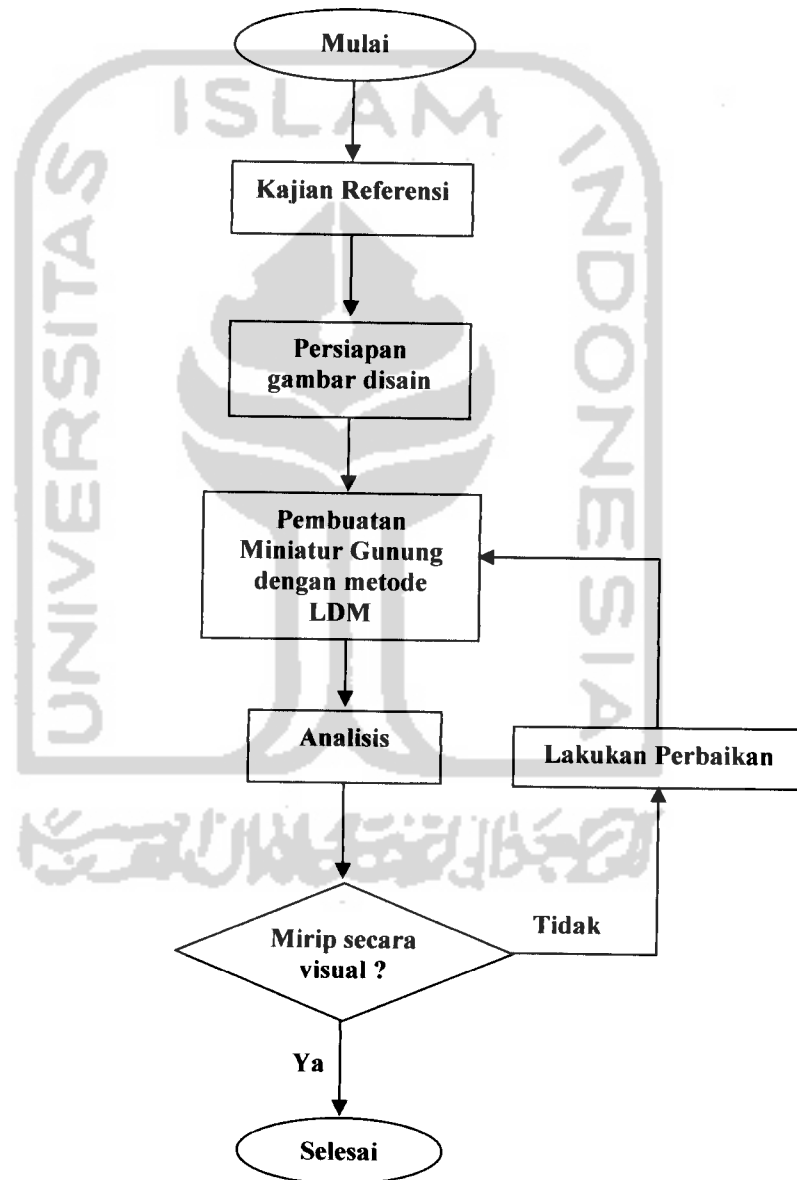 Mulai
ISLAM
UNIVERSITAS
INDONESIA
Kajian Referensi
Persiapan
gambar disain
Pembuatan
Miniatur Gunung
dengan metode
LDM
Analisis
Lakukan Perbaikan
Mirip secara
visual ?
Tidak
Ya
Selesai